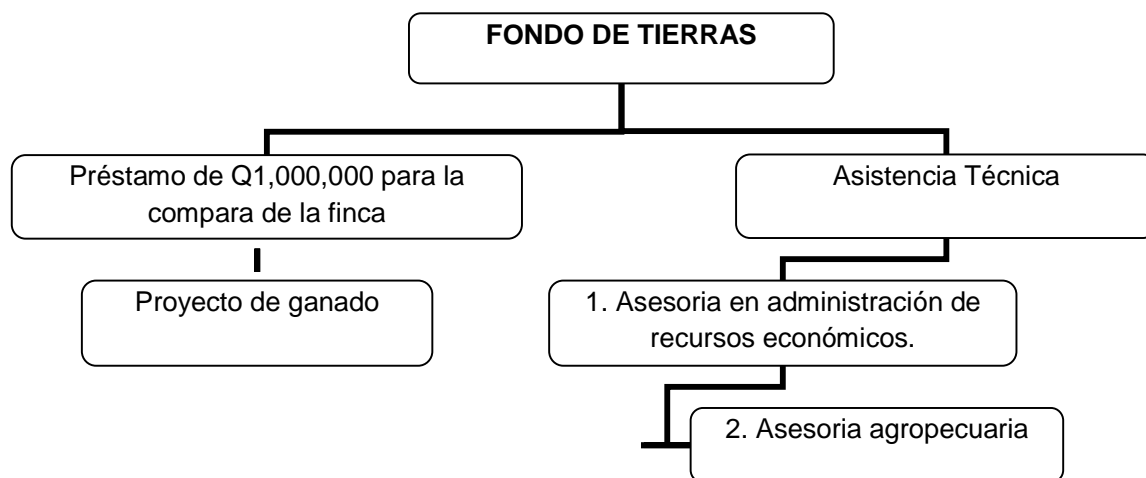 FONDO DE TIERRAS
Préstamo de Q1,000,000 para la
compara de la finca
Asistencia Técnica
Proyecto de ganado
1. Asesoria en administración de
recursos económicos.
2. Asesoria agropecuaria